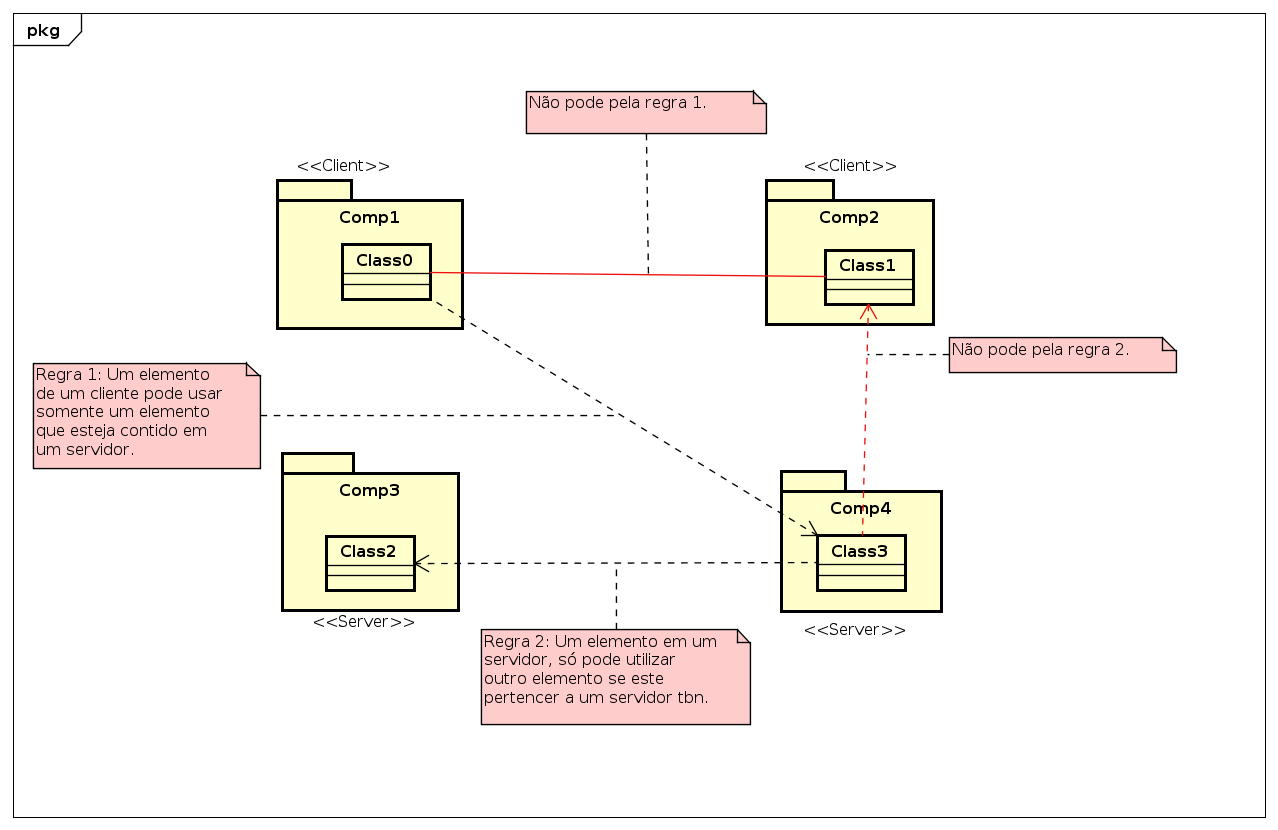 pkg
Não pode pela regra 1.
<<Client>>
<<Client>>
Comp1
Comp2
Class0
Class1
Não pode pela regra 2.
Regra 1: Um elemento
de um cliente pode usar
somente um elemento
que esteja contido em
um servidor.
Comp3
Comp4
Class2
Class3
<<Server>>
<<Server>>
Regra 2: Um elemento em um
servidor, só pode utilizar
outro elemento se este
pertencer a um servidor tbn.